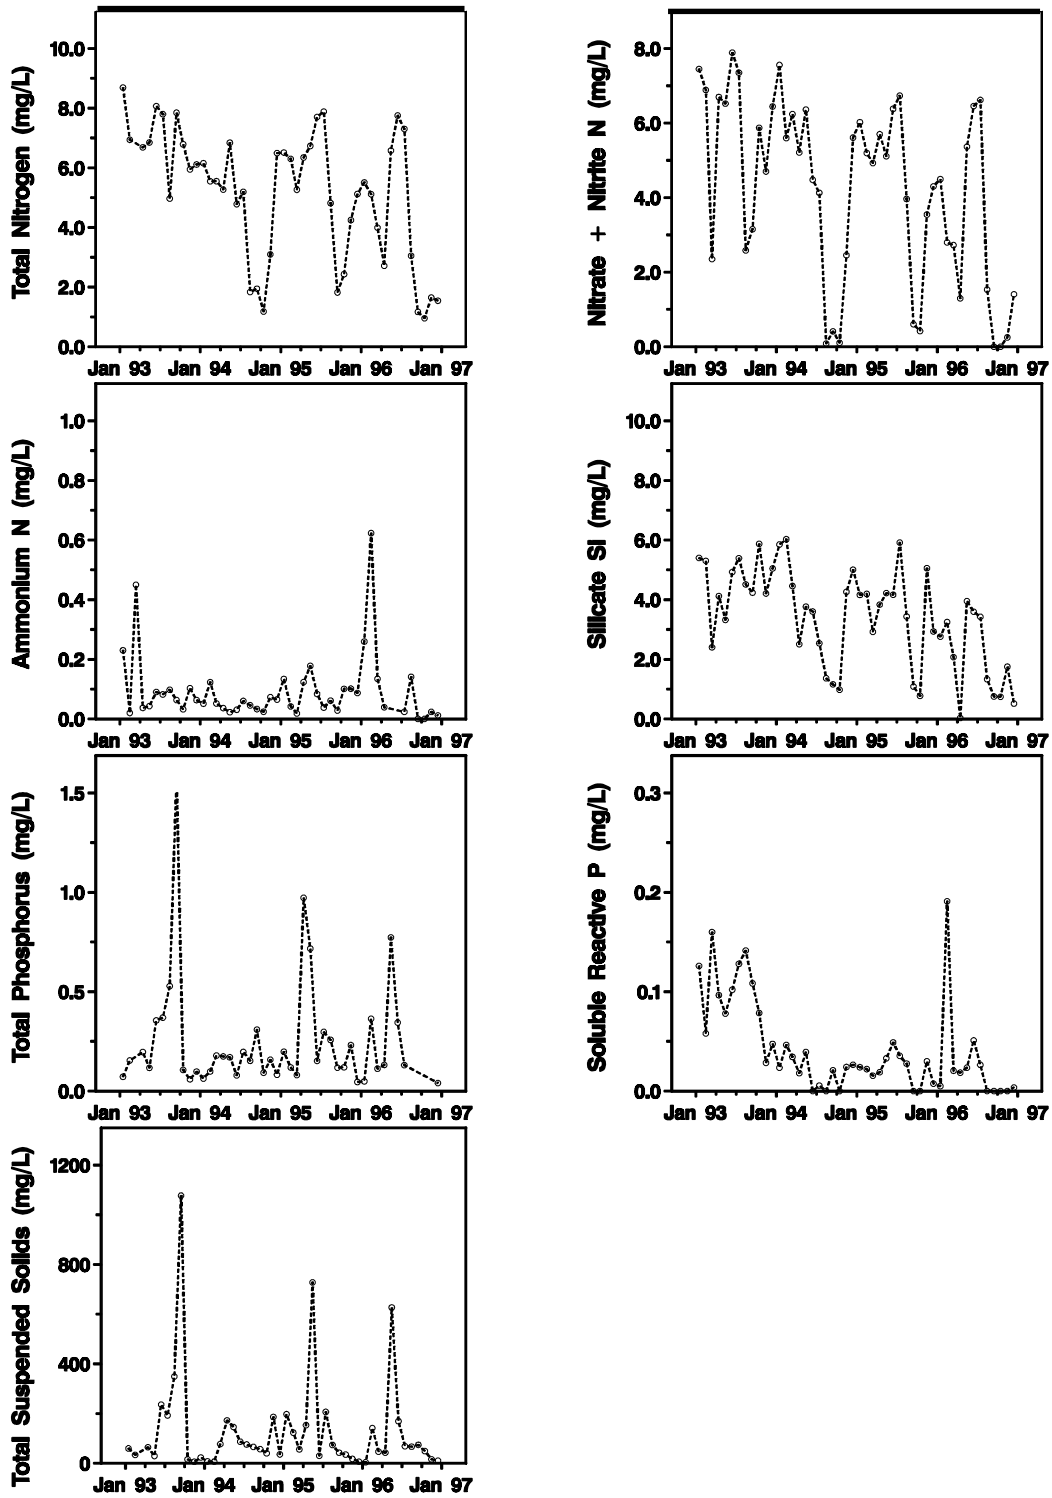 Total Nitrogen (mg/L)
10.0
8.0
6.0
4.0
2.0
0.0
Jan 93 Jan 94 Jan 95 Jan 96 Jan 97
Nitrate + Nitrite N (mg/L)
8.0
6.0
4.0
2.0
0.0
Jan 93 Jan 94 Jan 95 Jan 96 Jan 97
Ammonium N (mg/L)
1.0
0.8
0.6
0.4
0.2
0.0
Jan 93 Jan 94 Jan 95 Jan 96 Jan 97
Silicate Si (mg/L)
10.0
8.0
6.0
4.0
2.0
0.0
Jan 93 Jan 94 Jan 95 Jan 96 Jan 97
Total Phosphorus (mg/L)
1.5
1.0
0.5
0.0
Jan 93 Jan 94 Jan 95 Jan 96 Jan 97
Soluble Reactive P (mg/L)
0.3
0.2
0.1
0.0
Jan 93 Jan 94 Jan 95 Jan 96 Jan 97
Total Suspended Solids (mg/L)
1200
800
400
0
Jan 93 Jan 94 Jan 95 Jan 96 Jan 97